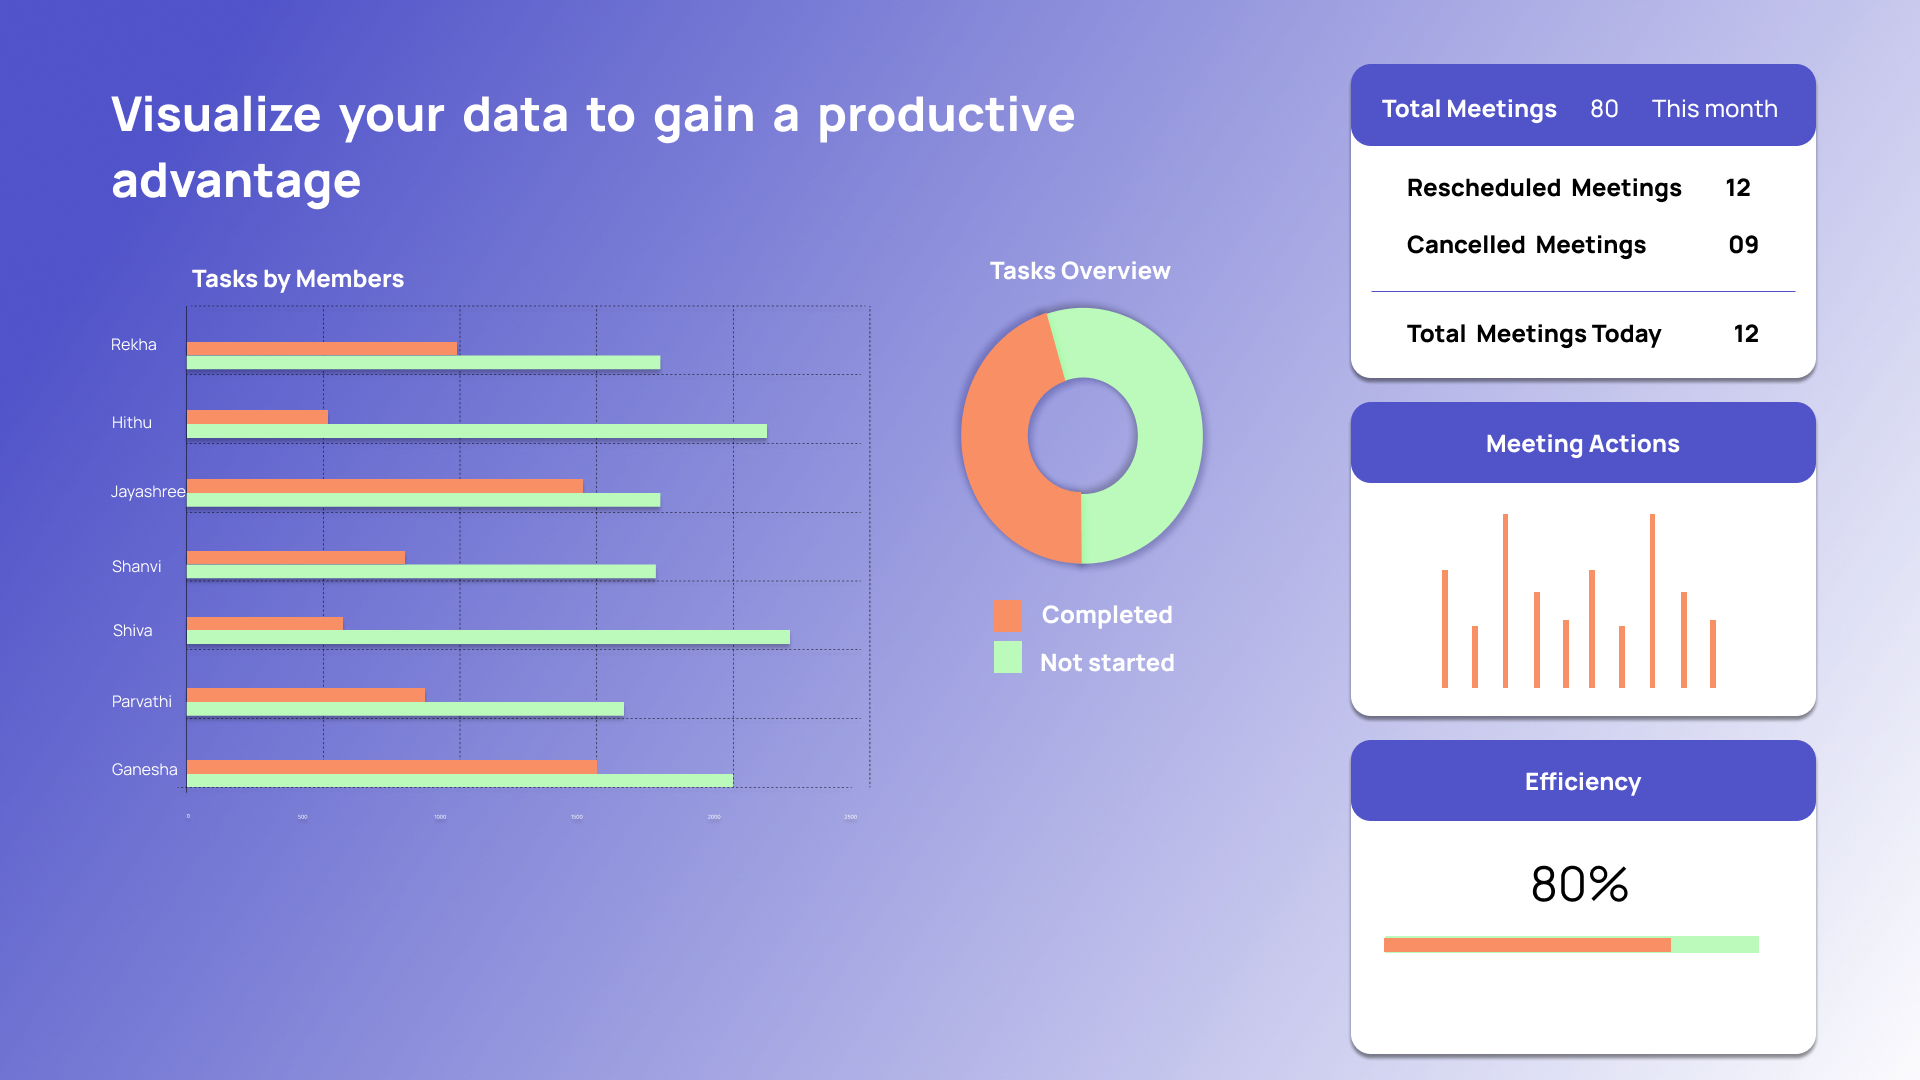 Visualize your data to gain a productive
advantage
Tasks by Members
Rekha
Hithu
Jayashree
Shanvi
Shiva
Parvathi
Ganesha
0 500 1000 1500 2000 2500
Tasks Overview
Completed
Not started
Total Meetings 80 This month
Rescheduled Meetings 12
Cancelled Meetings 09
Total Meetings Today 12
Meeting Actions
Efficiency
80%